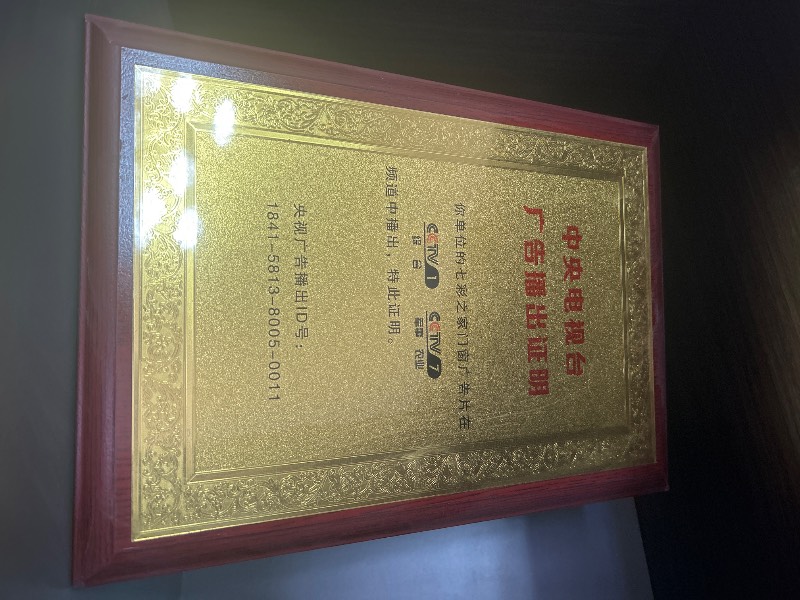 中央电视台
广告播出证明
你单位的七彩之家门窗广告片在
CCTV 1 CCTV 7
综合 军事 农业
频道中播出，特此证明。
央视广告播出ID号：
1841-5813-8005-0011